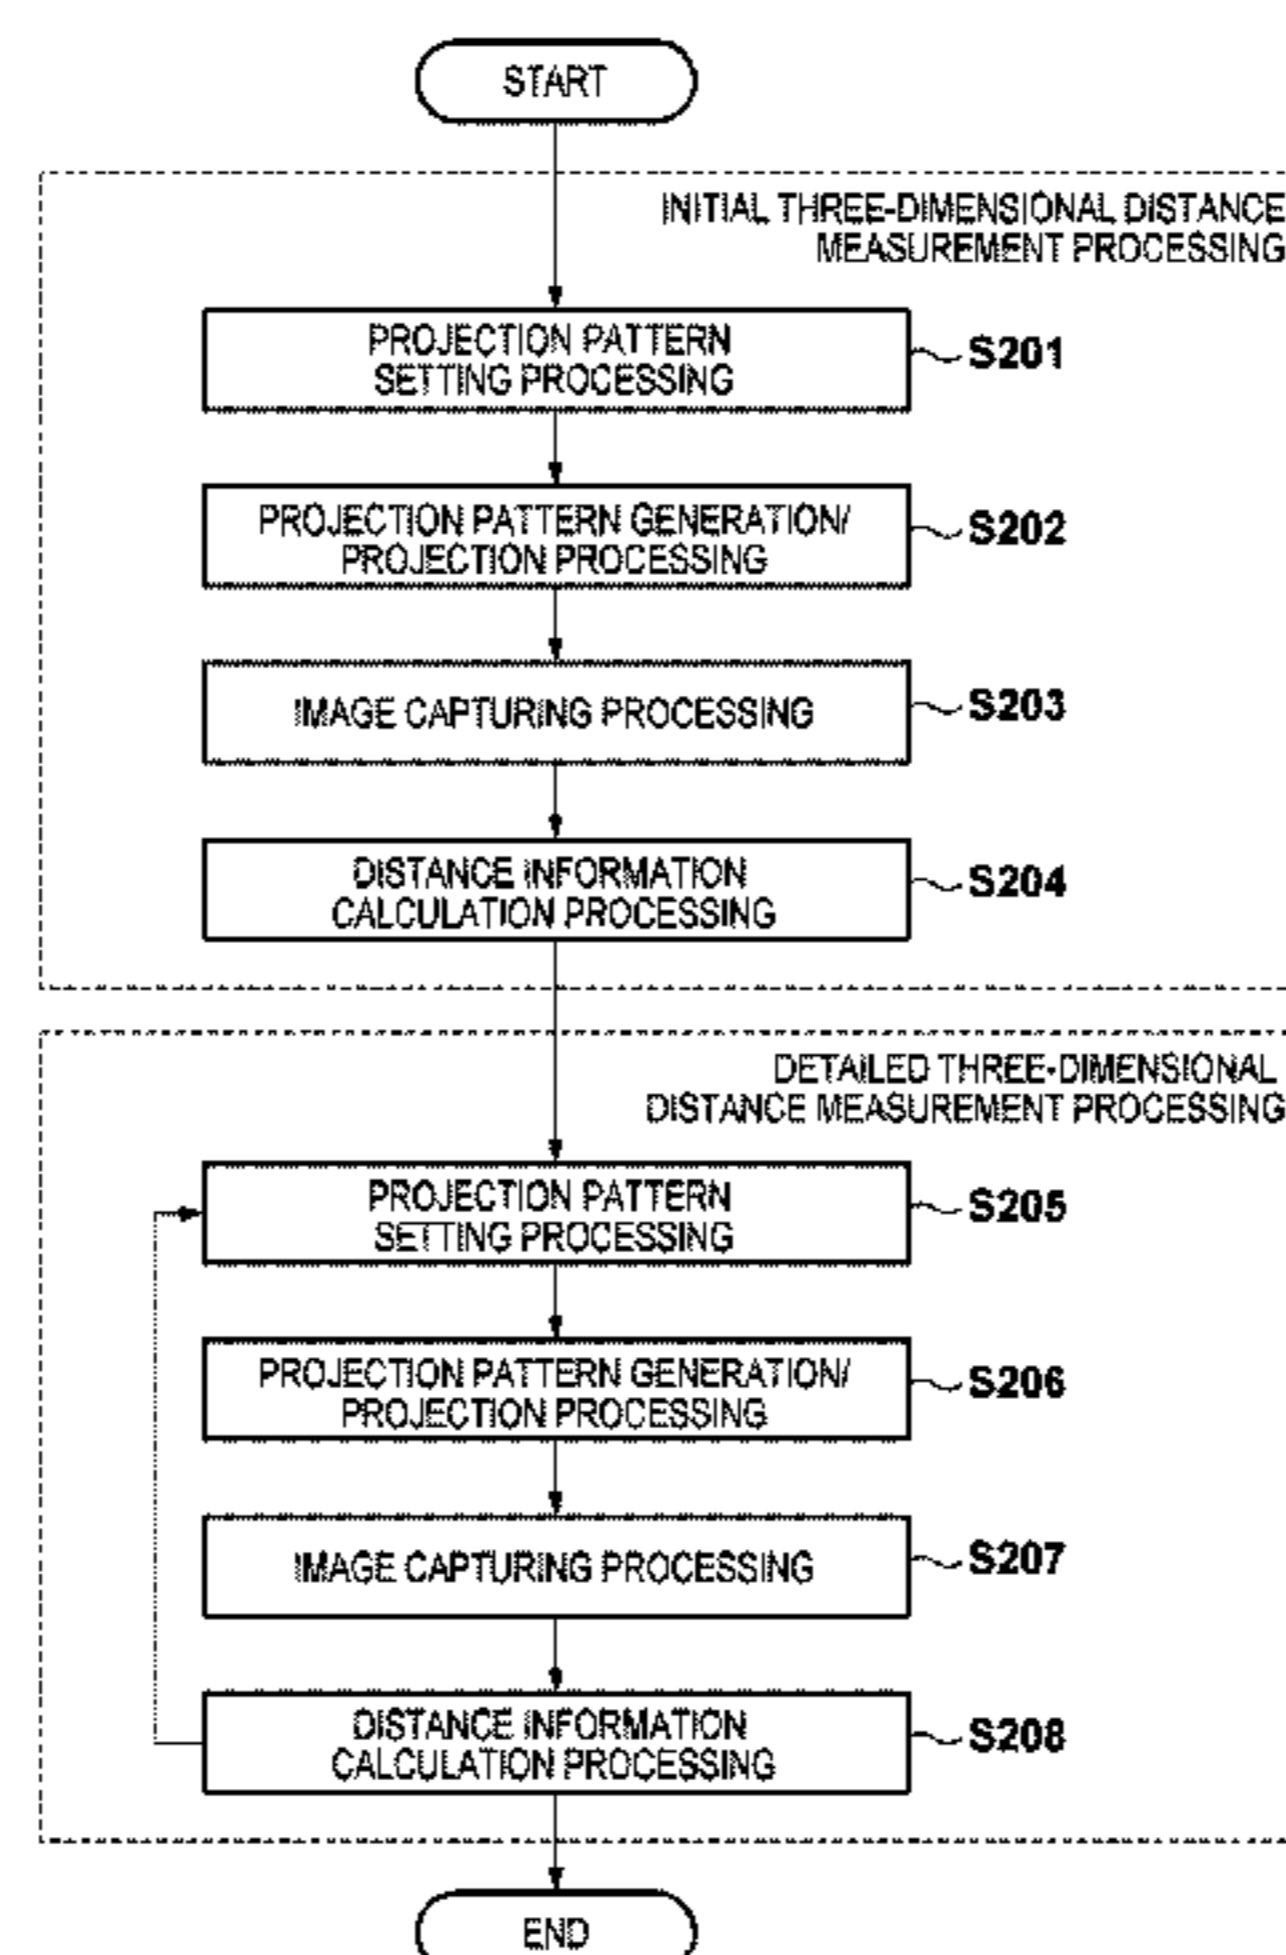 START
INITIAL THREE-DIMENSIONAL DISTANCE
MEASUREMENT PROCESSING
PROJECTION PATTERN
SETTING PROCESSING
S201
PROJECTION PATTERN GENERATION/
PROJECTION PROCESSING
S202
IMAGE CAPTURING PROCESSING
S203
DISTANCE INFORMATION
CALCULATION PROCESSING
S204
DETAILED THREE-DIMENSIONAL
DISTANCE MEASUREMENT PROCESSING
PROJECTION PATTERN
SETTING PROCESSING
S205
PROJECTION PATTERN GENERATION/
PROJECTION PROCESSING
S206
IMAGE CAPTURING PROCESSING
S207
DISTANCE INFORMATION
CALCULATION PROCESSING
S208
END